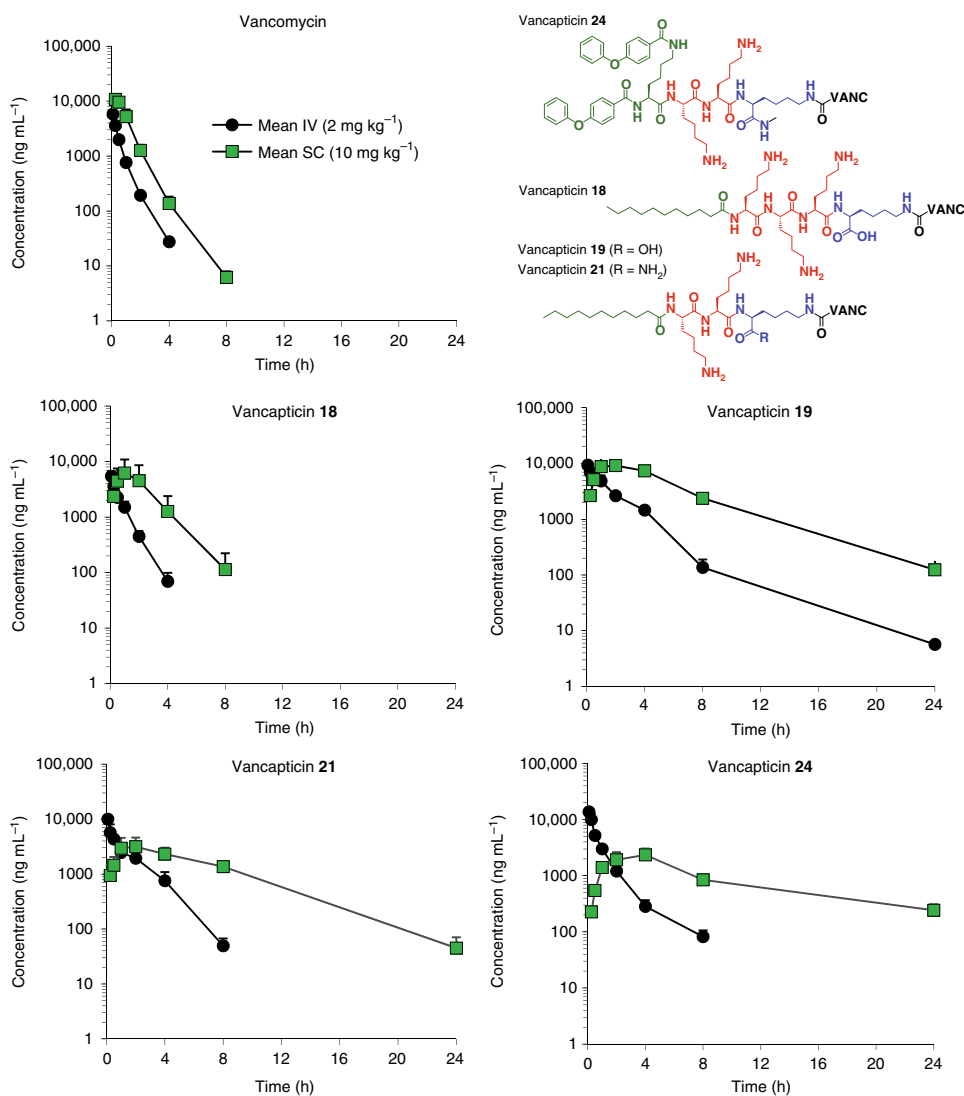 Vancomycin
100,000
10,000
1000
100
10
1
Concentration (ng mL⁻¹)
0 4 8 12 16 20 24
Time (h)
Mean IV (2 mg kg⁻¹)
Mean SC (10 mg kg⁻¹)
Vancapticin 24
O
NH
NH₂
O
O
H
N
O
H
N
O
H
N
O VANC
O
N
H
O
N
H
O
O
NH
NH₂
Vancapticin 18
NH₂
NH₂
O
O
H
N
O
H
N
H
N
VANC
N
H
O
N
H
O
O
OH
O
NH₂
Vancapticin 19 (R = OH)
Vancapticin 21 (R = NH₂)
NH₂
H
N
O
H
N
H
N
VANC
O
N
H
O
O
R
O
NH₂
Vancapticin 18
100,000
10,000
1000
100
10
1
Concentration (ng mL⁻¹)
0 4 8 12 16 20 24
Time (h)
Vancapticin 19
100,000
10,000
1000
100
10
1
Concentration (ng mL⁻¹)
0 4 8 12 16 20 24
Time (h)
Vancapticin 21
100,000
10,000
1000
100
10
1
Concentration (ng mL⁻¹)
0 4 8 12 16 20 24
Time (h)
Vancapticin 24
100,000
10,000
1000
100
10
1
Concentration (ng mL⁻¹)
0 4 8 12 16 20 24
Time (h)